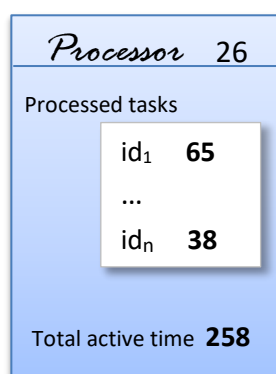 Processor 26
Processed tasks
id₁ 65
...
idₙ 38
Total active time 258